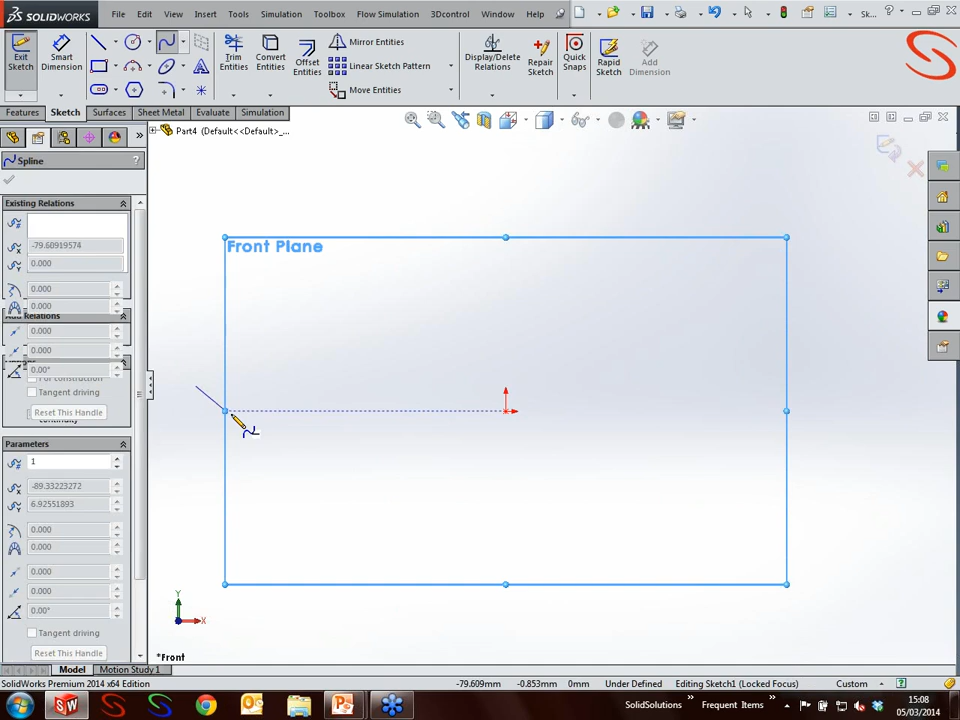 SOLIDWORKS
File Edit View Insert Tools Simulation Toolbox Flow Simulation 3Dcontrol Window Help
Sk... ?
Exit Sketch
Smart Dimension
Trim Entities
Convert Entities
Offset Entities
Mirror Entities
Linear Sketch Pattern
Move Entities
Display/Delete Relations
Repair Sketch
Quick Snaps
Rapid Sketch
Add Dimension
Features Sketch Surfaces Sheet Metal Evaluate Simulation
Part4 (Default<<Default>_...
Spline ?
Existing Relations
-79.60919574
0.000
0.000
0.000
Add Relations
0.000
0.000
0.00°
For construction
Tangent driving
Reset This Handle
continuity
Parameters
1
-89.33223272
6.92551893
0.000
0.000
0.000
0.000
0.00°
Tangent driving
Reset This Handle
Front Plane
Y
X
*Front
Model Motion Study 1
SolidWorks Premium 2014 x64 Edition
-79.609mm -0.853mm 0mm Under Defined Editing Sketch1 (Locked Focus) Custom
SolidSolutions » Frequent Items »
15:08
05/03/2014